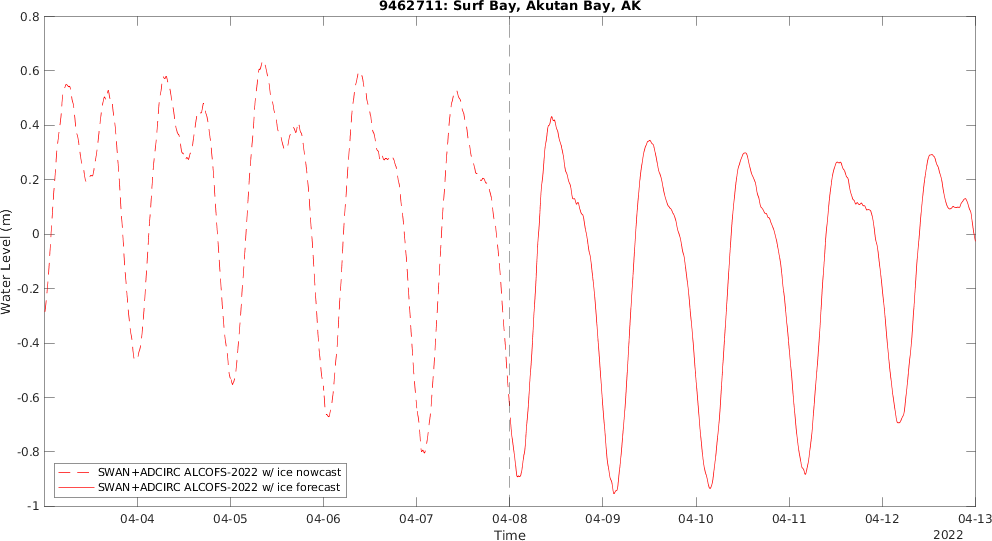 9462711: Surf Bay, Akutan Bay, AK
0.8
0.6
0.4
0.2
0
-0.2
-0.4
-0.6
-0.8
-1
Water Level (m)
SWAN+ADCIRC ALCOFS-2022 w/ ice nowcast
SWAN+ADCIRC ALCOFS-2022 w/ ice forecast
04-04 04-05 04-06 04-07 04-08 04-09 04-10 04-11 04-12 04-13
Time
2022